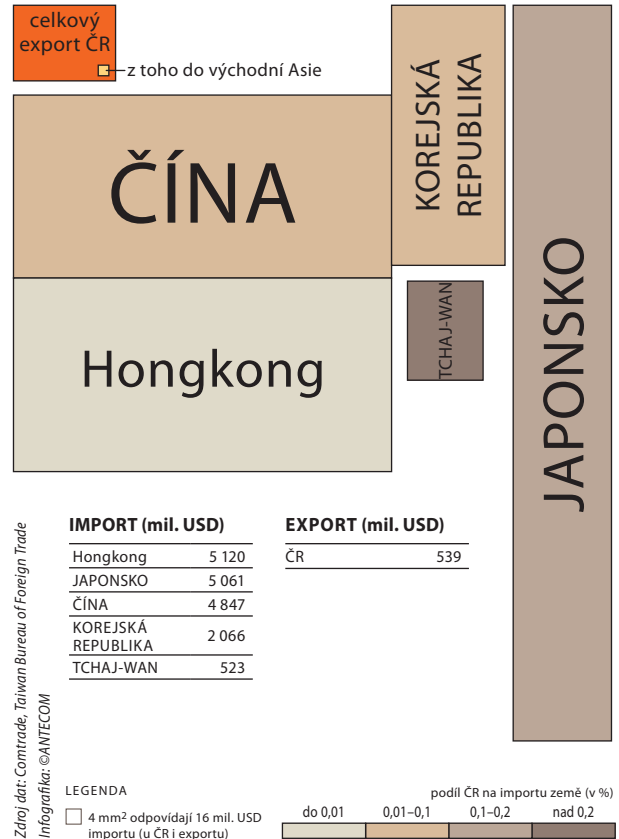 celkový
export ČR
z toho do východní Asie
KOREJSKÁ
REPUBLIKA
ČÍNA
JAPONSKO
TCHAJ-WAN
Hongkong
IMPORT (mil. USD)
Hongkong 5 120
JAPONSKO 5 061
ČÍNA 4 847
KOREJSKÁ
REPUBLIKA 2 066
TCHAJ-WAN 523
EXPORT (mil. USD)
ČR 539
Zdroj dat: Comtrade, Taiwan Bureau of Foreign Trade
Infografika: ©ANTECOM
LEGENDA
4 mm² odpovídají 16 mil. USD
importu (u ČR i exportu)
podíl ČR na importu země (v %)
do 0,01 0,01–0,1 0,1–0,2 nad 0,2